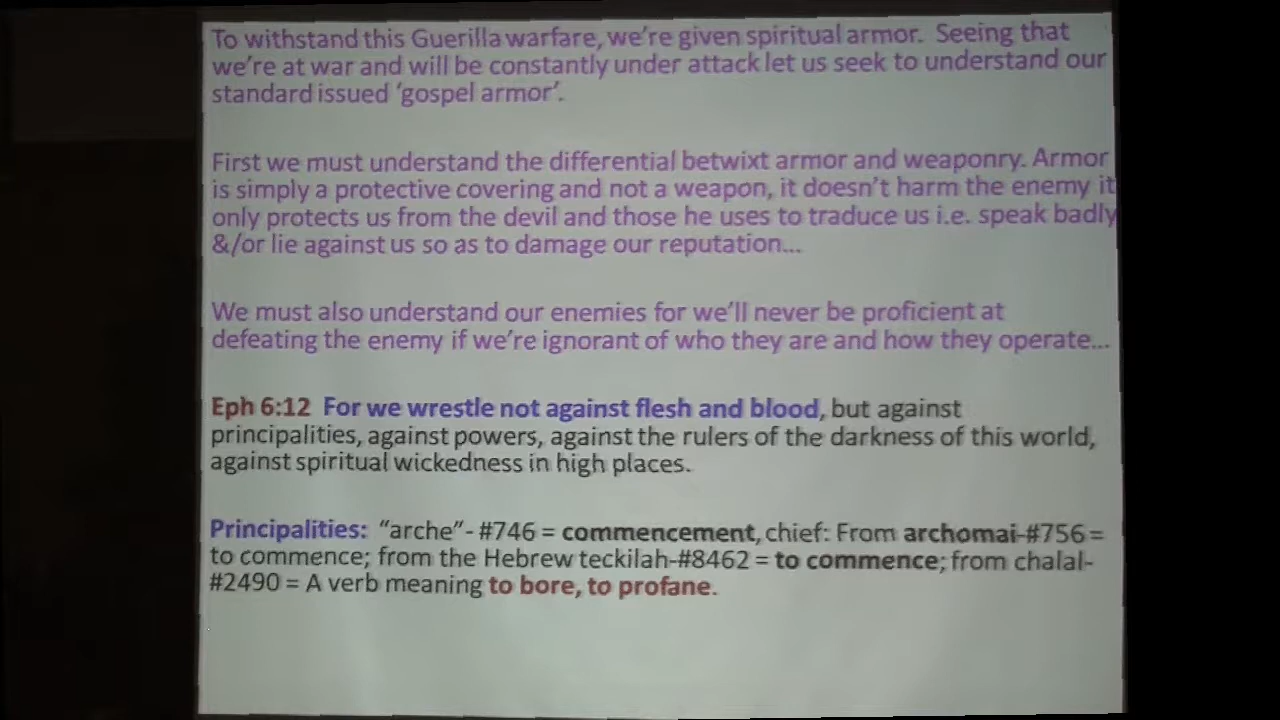 To withstand this Guerilla warfare, we're given spiritual armor.  Seeing that
we're at war and will be constantly under attack let us seek to understand our
standard issued 'gospel armor'.
First we must understand the differential betwixt armor and weaponry. Armor
is simply a protective covering and not a weapon, it doesn't harm the enemy it
only protects us from the devil and those he uses to traduce us i.e. speak badly
&/or lie against us so as to damage our reputation...
We must also understand our enemies for we'll never be proficient at
defeating the enemy if we're ignorant of who they are and how they operate...
Eph 6:12  For we wrestle not against flesh and blood, but against
principalities, against powers, against the rulers of the darkness of this world,
against spiritual wickedness in high places.
Principalities:  “arche”- #746 = commencement, chief: From archomai-#756 =
to commence; from the Hebrew teckilah-#8462 = to commence; from chalal-
#2490 = A verb meaning to bore, to profane.